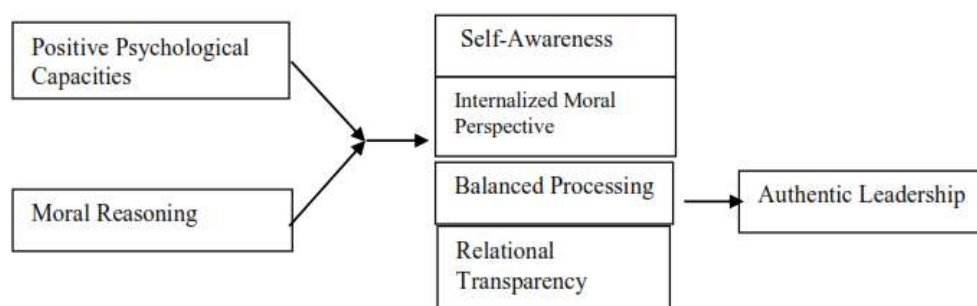 Positive Psychological
Capacities
Moral Reasoning
Self-Awareness
Internalized Moral
Perspective
Balanced Processing
Relational
Transparency
Authentic Leadership